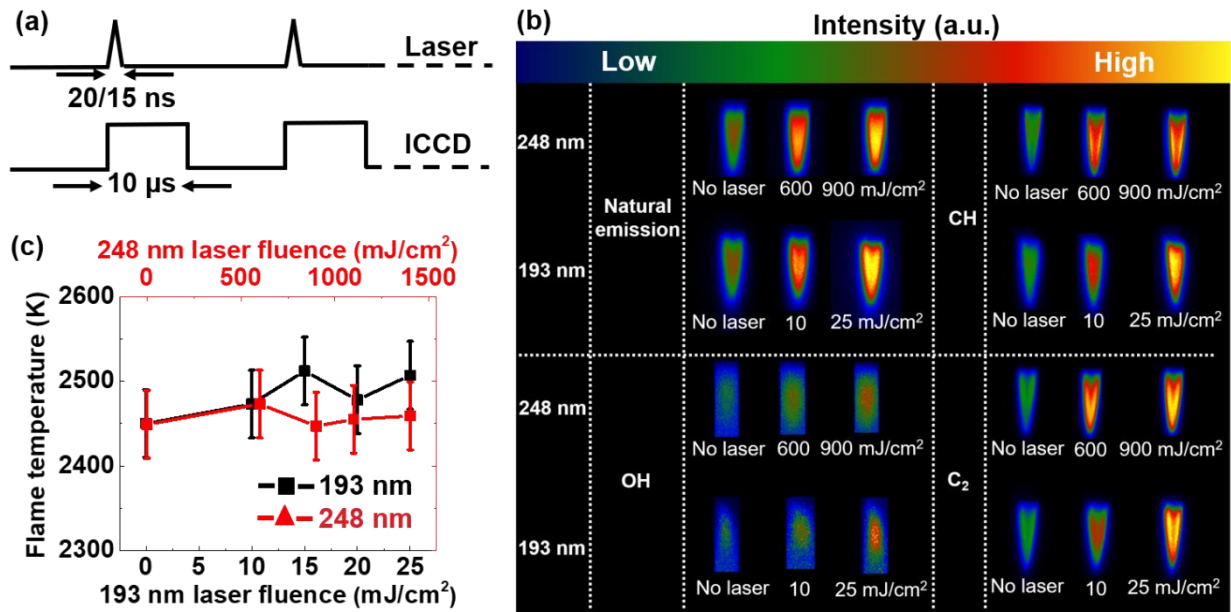 (a)
Laser
20/15 ns
ICCD
10 µs
(b)
Intensity (a.u.)
Low High
248 nm
No laser 600 900 mJ/cm²
Natural
emission
193 nm
No laser 10 25 mJ/cm²
CH
No laser 600 900 mJ/cm²
No laser 10 25 mJ/cm²
248 nm
No laser 600 900 mJ/cm²
OH
193 nm
No laser 10 25 mJ/cm²
C₂
No laser 600 900 mJ/cm²
No laser 10 25 mJ/cm²
(c)
248 nm laser fluence (mJ/cm²)
0 500 1000 1500
Flame temperature (K)
2600
2500
2400
2300
193 nm
248 nm
0 5 10 15 20 25
193 nm laser fluence (mJ/cm²)